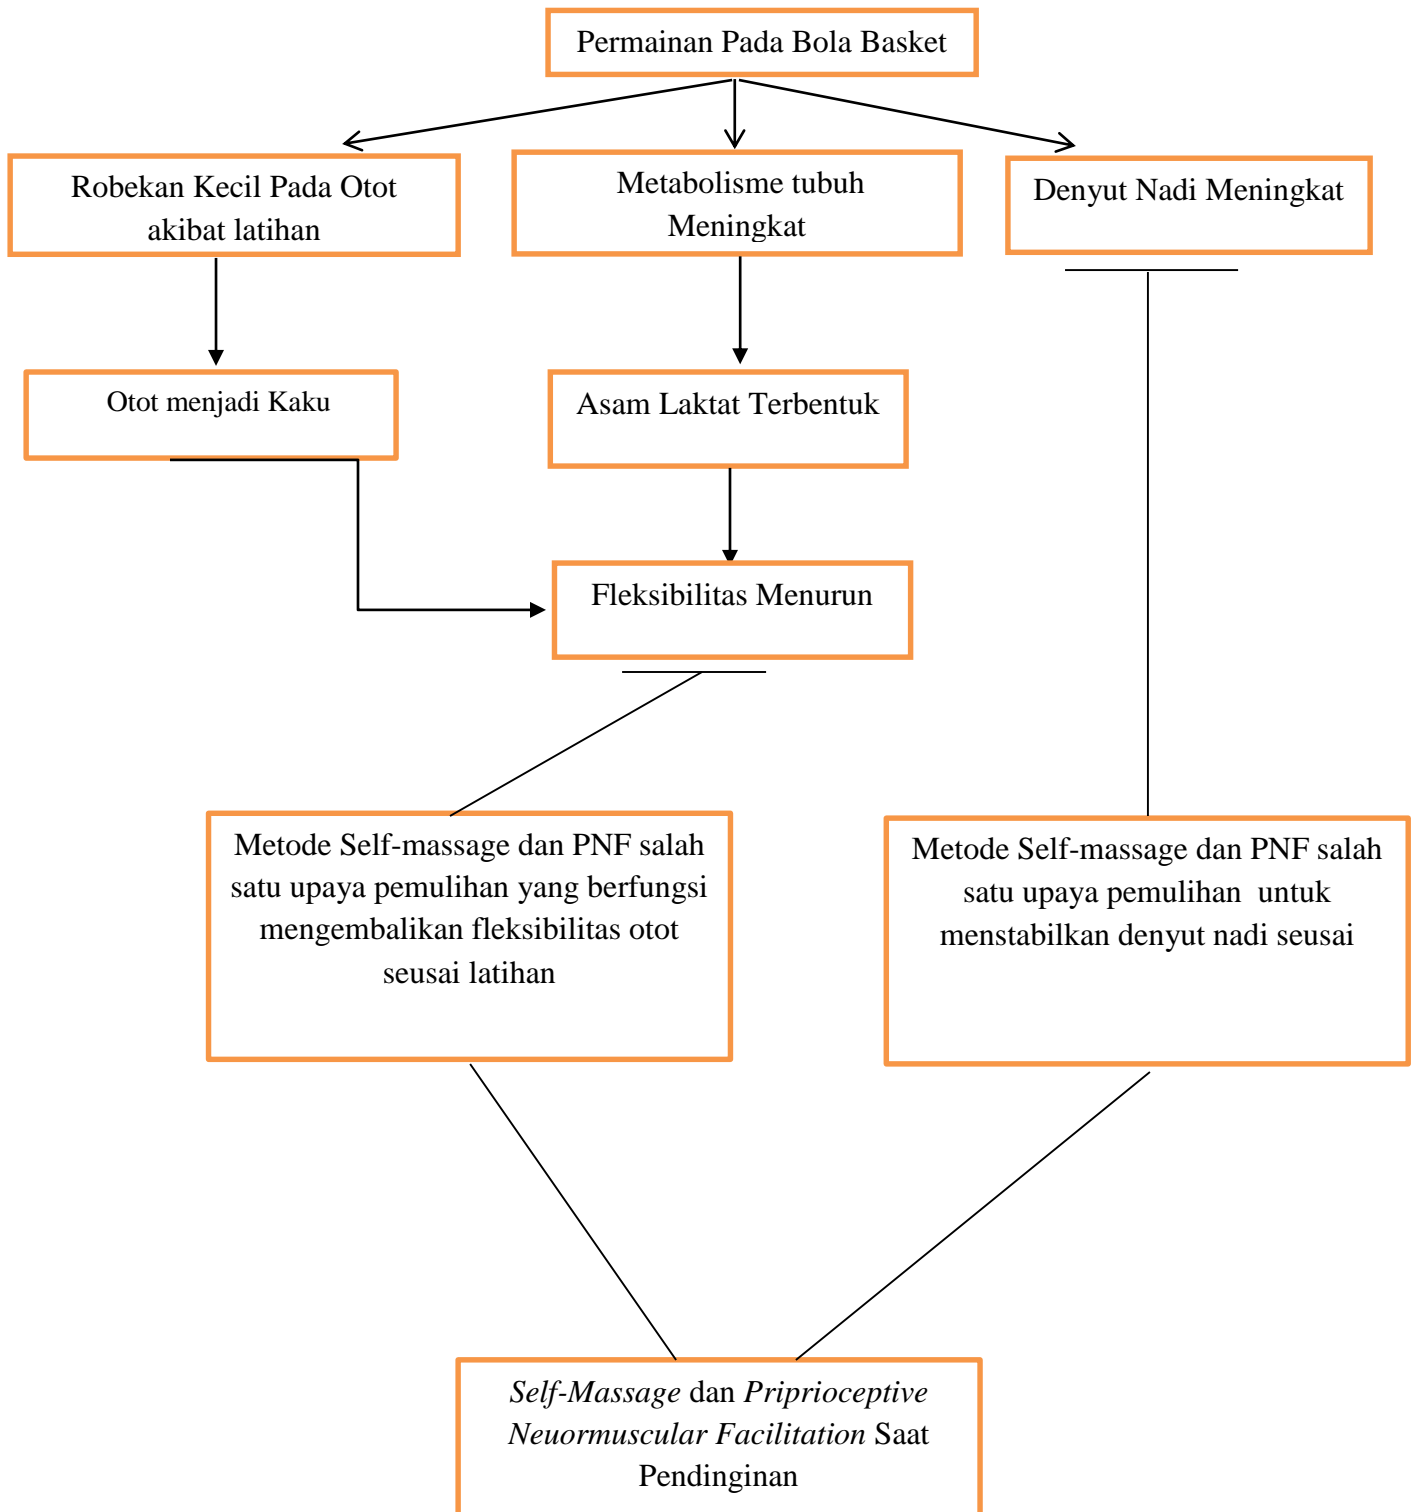 Permainan Pada Bola Basket
Robekan Kecil Pada Otot
akibat latihan
Metabolisme tubuh
Meningkat
Denyut Nadi Meningkat
Otot menjadi Kaku
Asam Laktat Terbentuk
Fleksibilitas Menurun
Metode Self-massage dan PNF salah
satu upaya pemulihan yang berfungsi
mengembalikan fleksibilitas otot
seusai latihan
Metode Self-massage dan PNF salah
satu upaya pemulihan untuk
menstabilkan denyut nadi seusai
Self-Massage dan Priprioceptive
Neuormuscular Facilitation Saat
Pendinginan